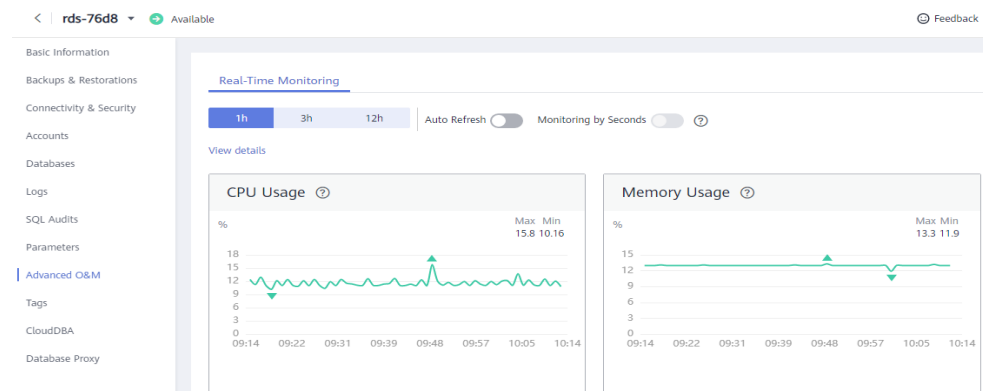 rds-76d8 Available Feedback
Basic Information
Backups & Restorations
Connectivity & Security
Accounts
Databases
Logs
SQL Audits
Parameters
Advanced O&M
Tags
CloudDBA
Database Proxy
Real-Time Monitoring
1h 3h 12h Auto Refresh Monitoring by Seconds ?
View details
CPU Usage ?
% Max Min
15.8 10.16
18
15
12
9
6
3
0
09:14 09:22 09:31 09:39 09:48 09:57 10:05 10:14
Memory Usage ?
% Max Min
13.3 11.9
15
12
9
6
3
0
09:14 09:22 09:31 09:39 09:48 09:57 10:05 10:14